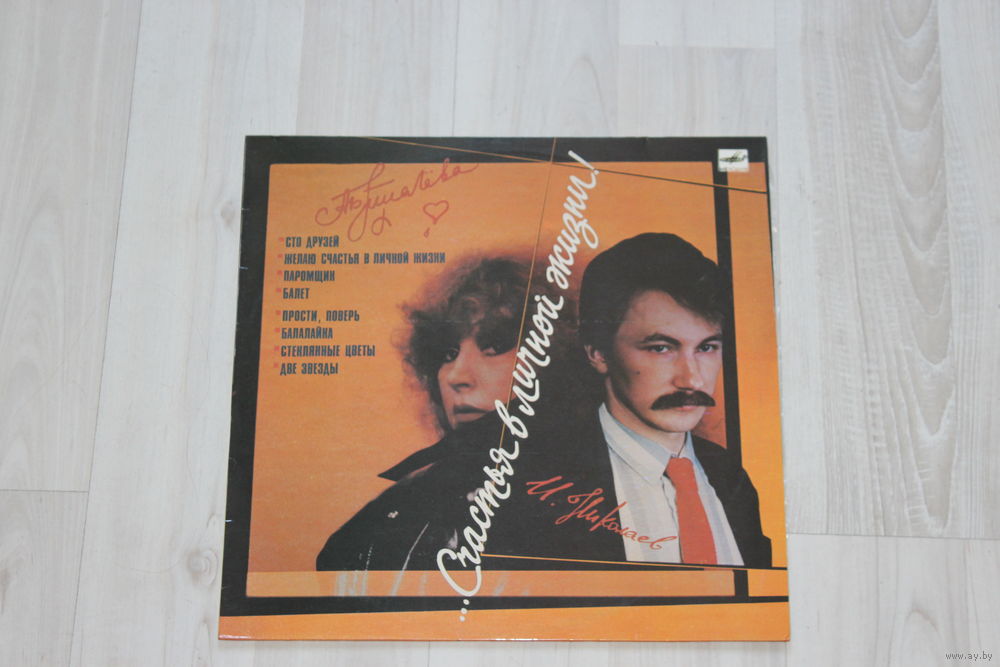 А. Пугачёва
СТО ДРУЗЕЙ
ЖЕЛАЮ СЧАСТЬЯ В ЛИЧНОЙ ЖИЗНИ
ПАРОМЩИК
БАЛЕТ
ПРОСТИ, ПОВЕРЬ
БАЛАЛАЙКА
СТЕКЛЯННЫЕ ЦВЕТЫ
ДВЕ ЗВЕЗДЫ
...Счастья в личной жизни!
И. Николаев
www.ay.by